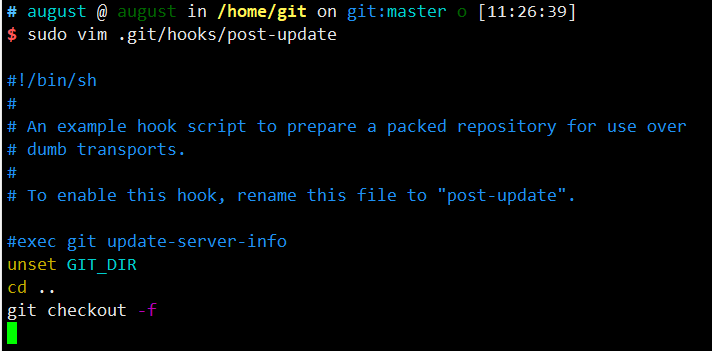 # august @ august in /home/git on git:master o [11:26:39]
$ sudo vim .git/hooks/post-update
#!/bin/sh
#
# An example hook script to prepare a packed repository for use over
# dumb transports.
#
# To enable this hook, rename this file to "post-update".
#exec git update-server-info
unset GIT_DIR
cd ..
git checkout -f